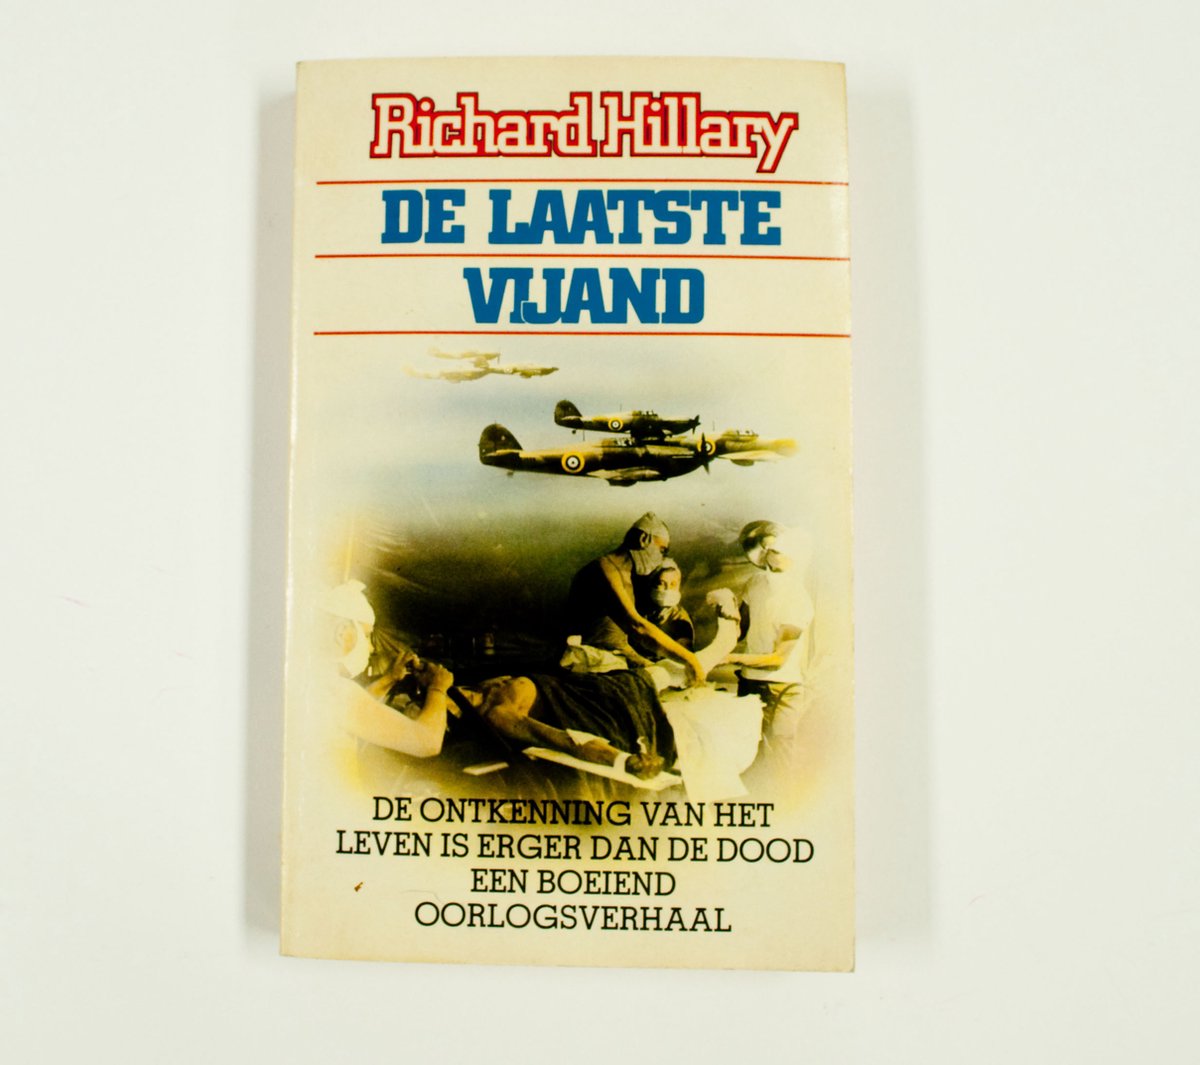 Richard Hillary
DE LAATSTE
VIJAND
DE ONTKENNING VAN HET
LEVEN IS ERGER DAN DE DOOD
EEN BOEIEND
OORLOGSVERHAAL